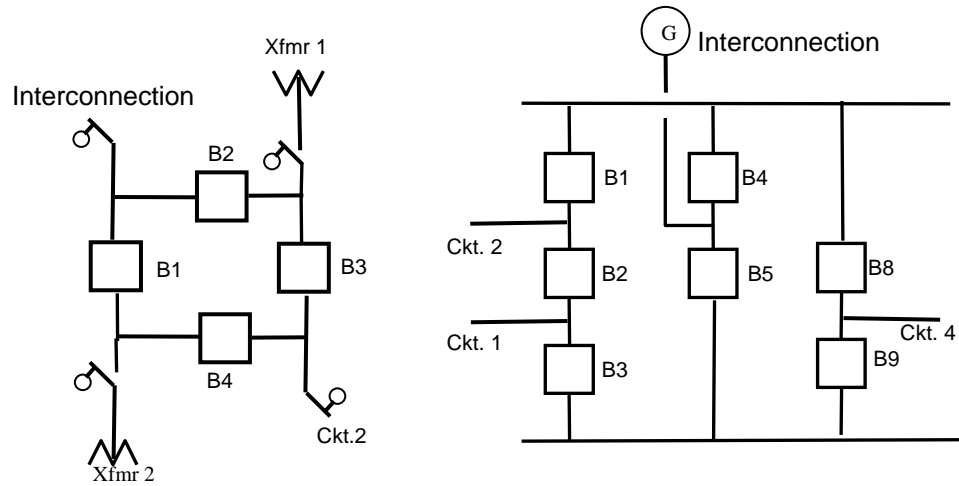 Xfmr 1
Interconnection
B2
B1
B3
B4
Ckt.2
Xfmr 2
G
Interconnection
B1
B4
Ckt. 2
B2
B5
B8
Ckt. 1
B3
Ckt. 4
B9